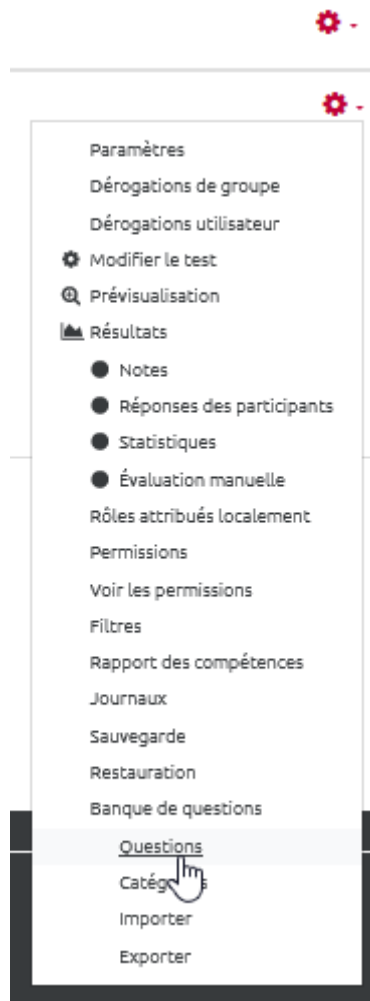 Paramètres
Dérogations de groupe
Dérogations utilisateur
Modifier le test
Prévisualisation
Résultats
Notes
Réponses des participants
Statistiques
Évaluation manuelle
Rôles attribués localement
Permissions
Voir les permissions
Filtres
Rapport des compétences
Journaux
Sauvegarde
Restauration
Banque de questions
Questions
Importer
Exporter